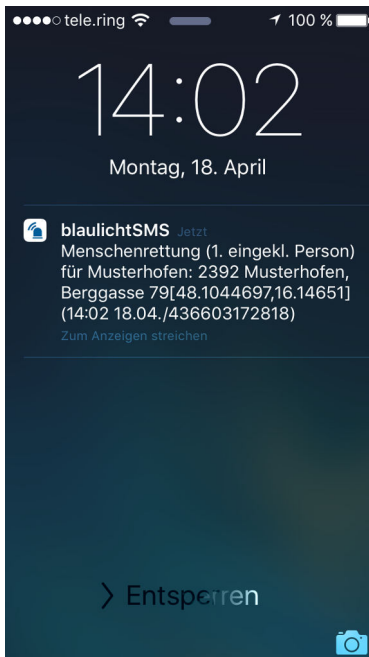 tele.ring 100 %
14:02
Montag, 18. April
blaulichtSMS Jetzt
Menschenrettung (1. eingekl. Person)
für Musterhofen: 2392 Musterhofen,
Berggasse 79[48.1044697,16.14651]
(14:02 18.04./436603172818)
Zum Anzeigen streichen
Entsperren